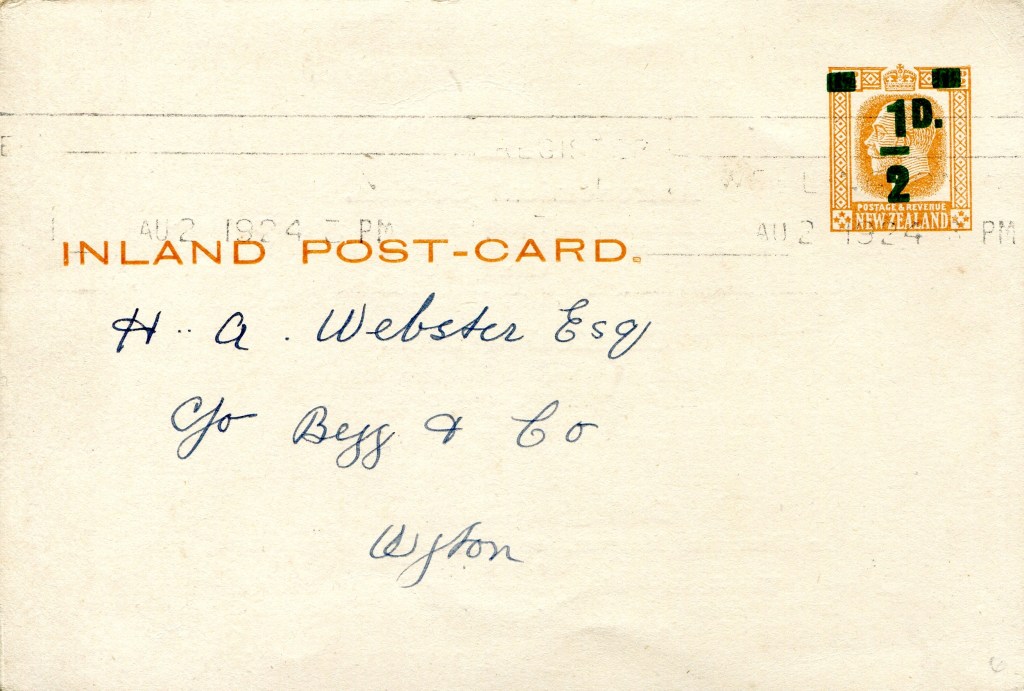 1D.
2
POSTAGE & REVENUE
NEW ZEALAND
AU 2 1924 PM
AU 2 1924 PM
INLAND POST-CARD.
H. A. Webster Esq
C/o Begg & Co
Wgton